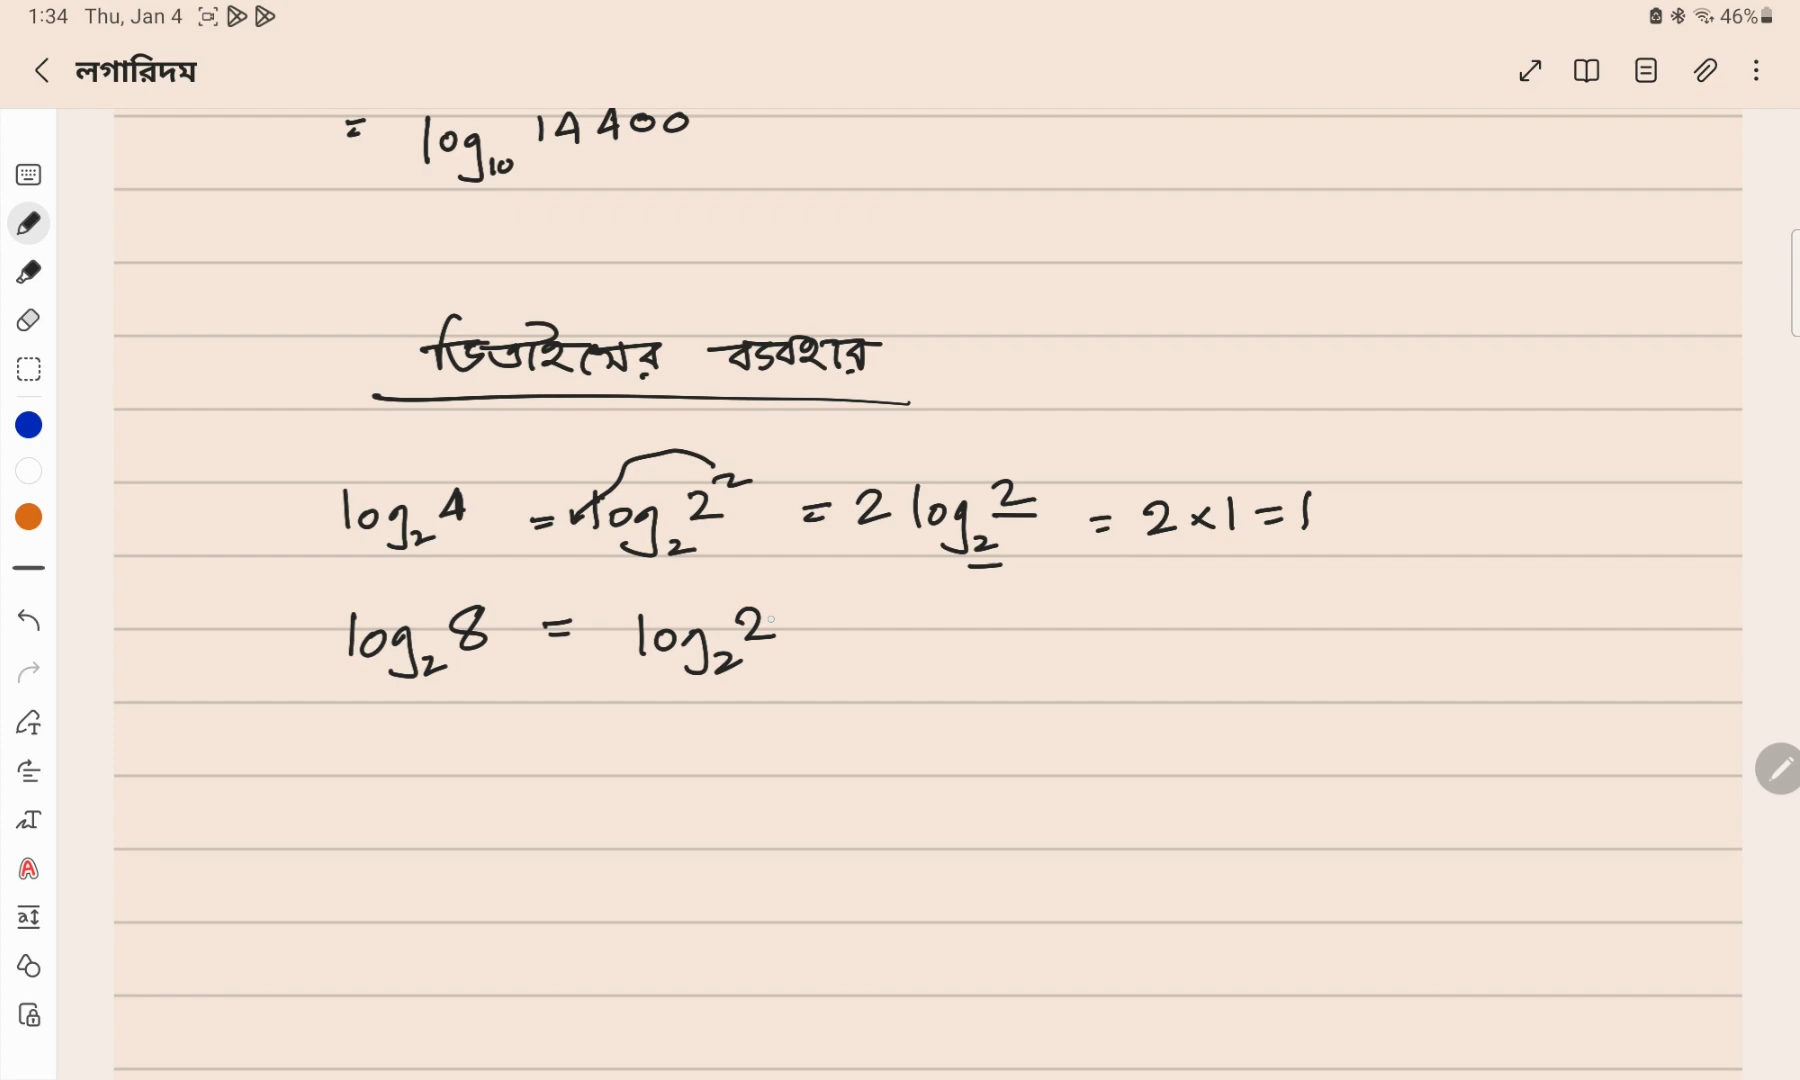 1:34 Thu, Jan 4 46%
লগারিদম
= log₁₀ 14400
ব্যবহার
log₂ 4 = log₂ 2² = 2 log₂ 2 = 2 × 1 = 1
log₂ 8 = log₂ 2